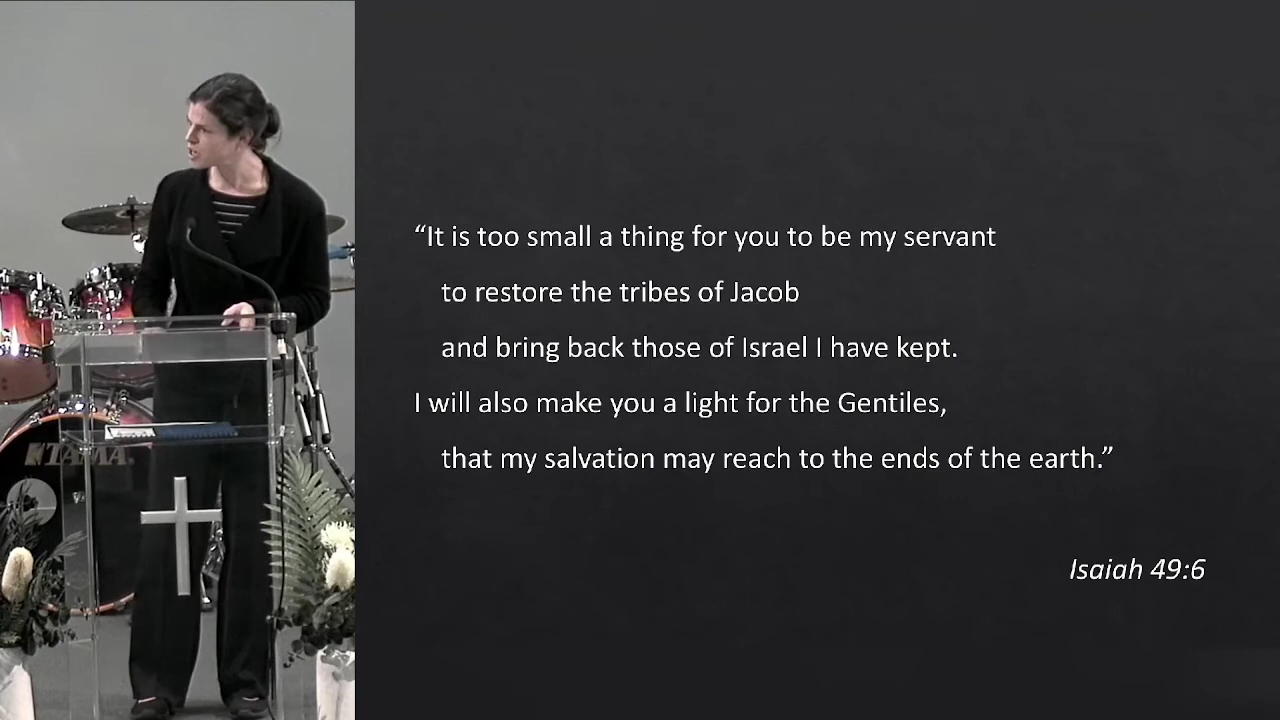 “It is too small a thing for you to be my servant
to restore the tribes of Jacob
and bring back those of Israel I have kept.
I will also make you a light for the Gentiles,
that my salvation may reach to the ends of the earth.”
Isaiah 49:6
TAMA